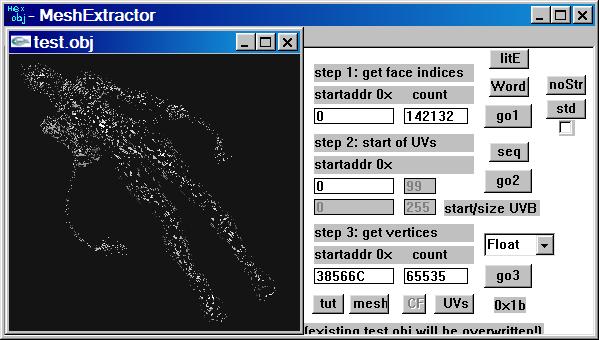 Hex
obj - MeshExtractor
test.obj
litE
step 1: get face indices
Word
noStr
startaddr 0x count
std
0 142132
go1
step 2: start of UVs
seq
startaddr 0x
go2
0 99
0 255 start/size UVB
step 3: get vertices
Float
startaddr 0x count
38566C 65535
go3
tut mesh CF UVs 0x1b
(existing test.obj will be overwritten!)